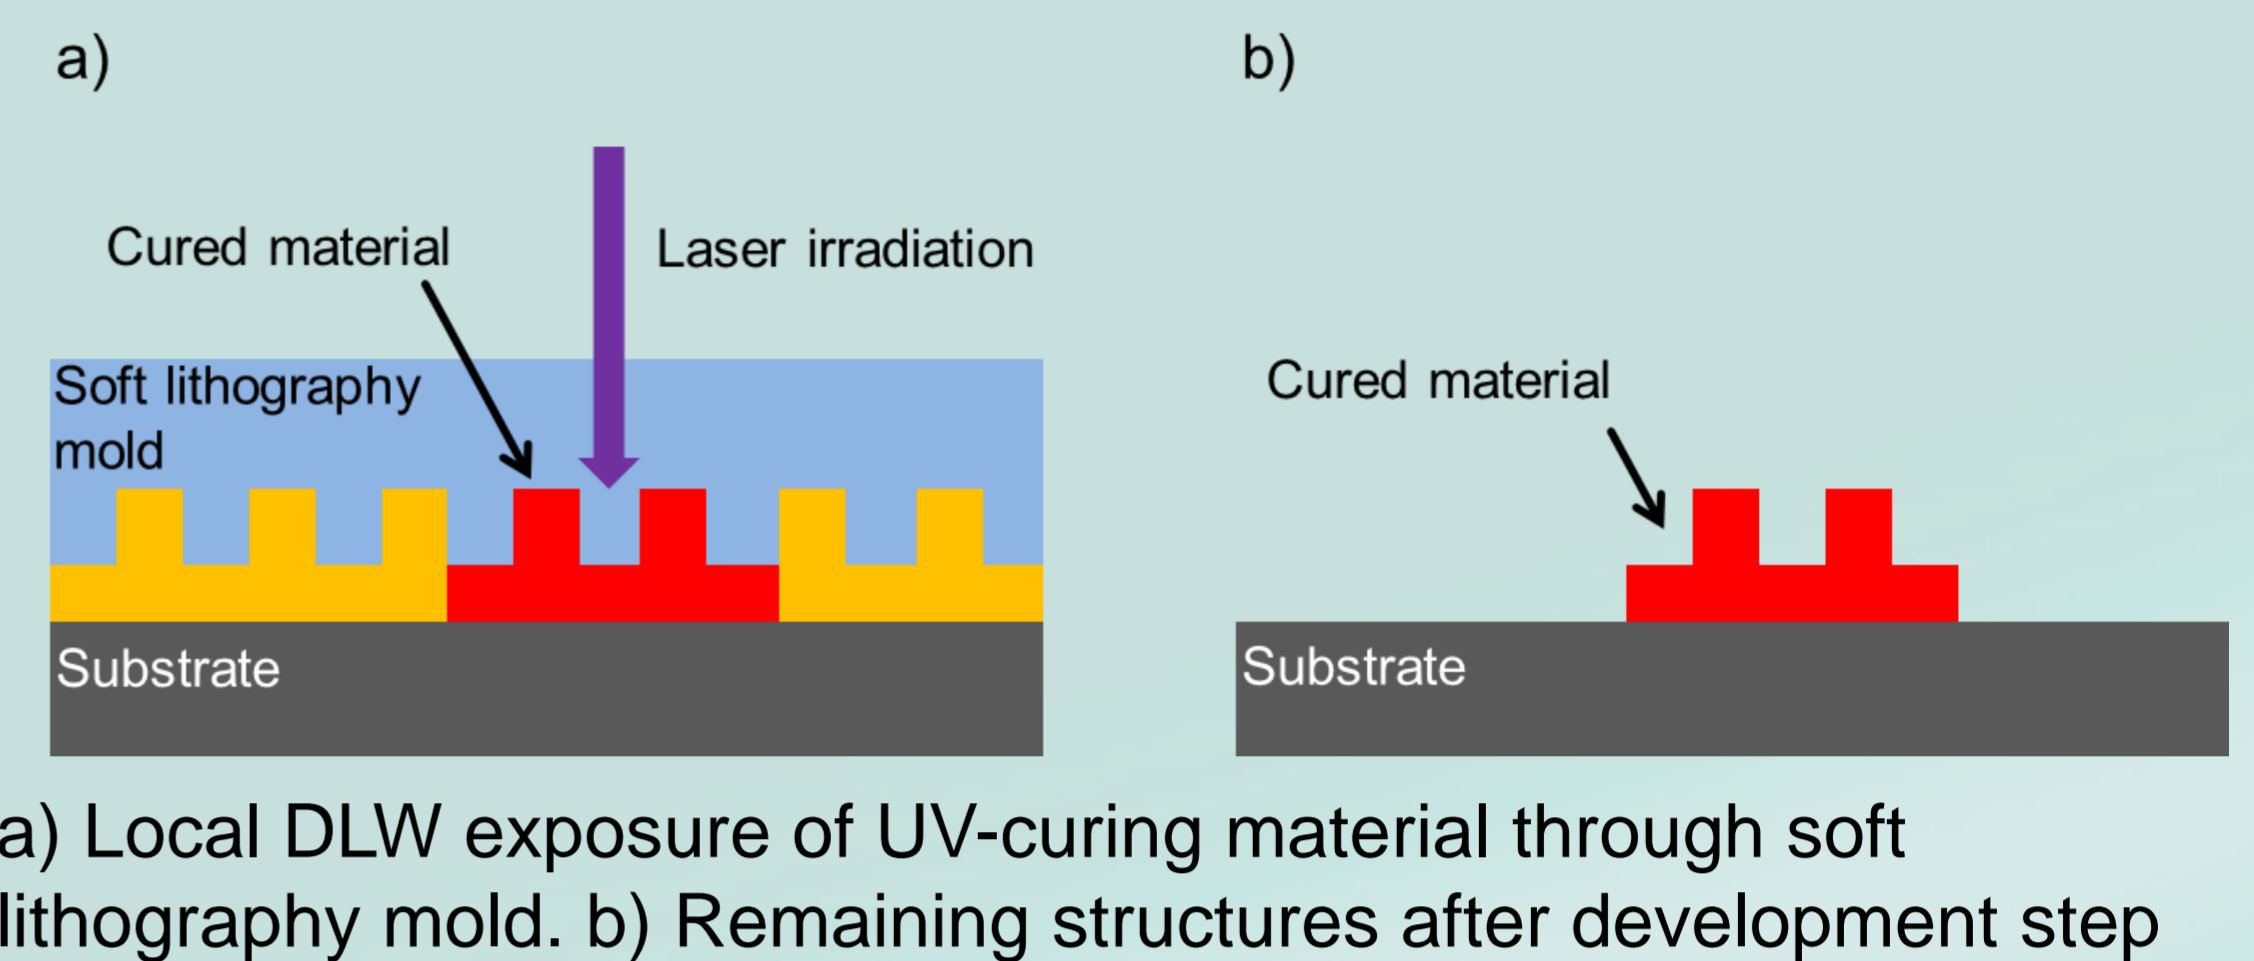 a)
b)
Cured material
Laser irradiation
Soft lithography
mold
Substrate
Cured material
Substrate
a) Local DLW exposure of UV-curing material through soft
lithography mold. b) Remaining structures after development step